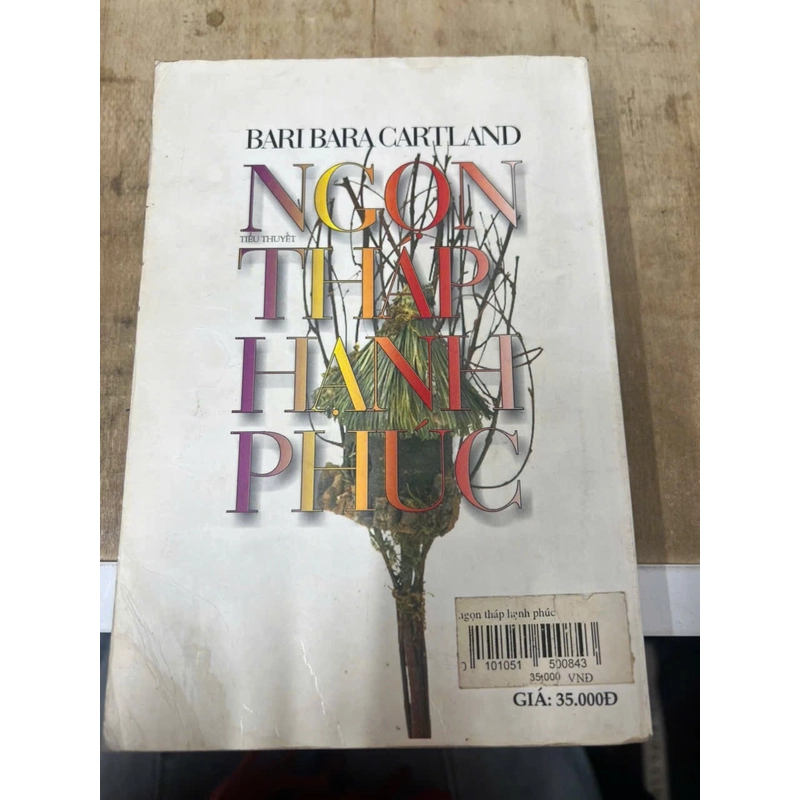 BARI BARA CARTLAND
NGỌN
TIỂU THUYẾT
THÁP
HẠNH
PHÚC
ngọn tháp hạnh phúc
101051 500843
35,000 VNĐ
GIÁ: 35.000Đ